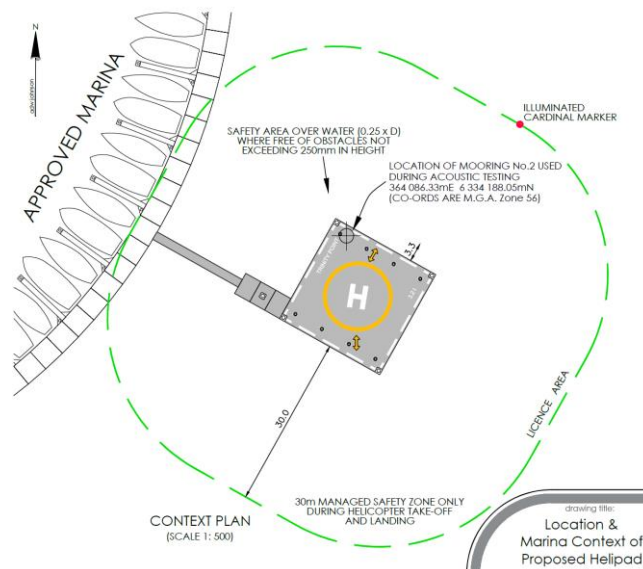 N
adw johnson
APPROVED MARINA
ILLUMINATED
CARDINAL MARKER
SAFETY AREA OVER WATER (0.25 x D)
WHERE FREE OF OBSTACLES NOT
EXCEEDING 250mm IN HEIGHT
LOCATION OF MOORING No.2 USED
DURING ACOUSTIC TESTING
364 086.33mE 6 334 188.05mN
(CO-ORDS ARE M.G.A. Zone 56)
3.3
H
30.0
LICENCE AREA
30m MANAGED SAFETY ZONE ONLY
DURING HELICOPTER TAKE-OFF
AND LANDING
CONTEXT PLAN
(SCALE 1: 500)
drawing title:
Location &
Marina Context of
Proposed Helipad